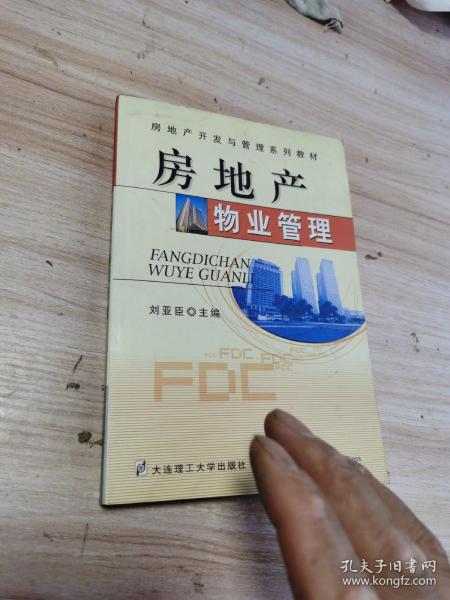 房地产开发与管理系列教材
房地产
物业管理
FANGDICHAN
WUYE GUANLI
刘亚臣◎主编
FDC FDC FDC
FDC
大连理工大学出版社
孔夫子旧书网
www.kongfz.com